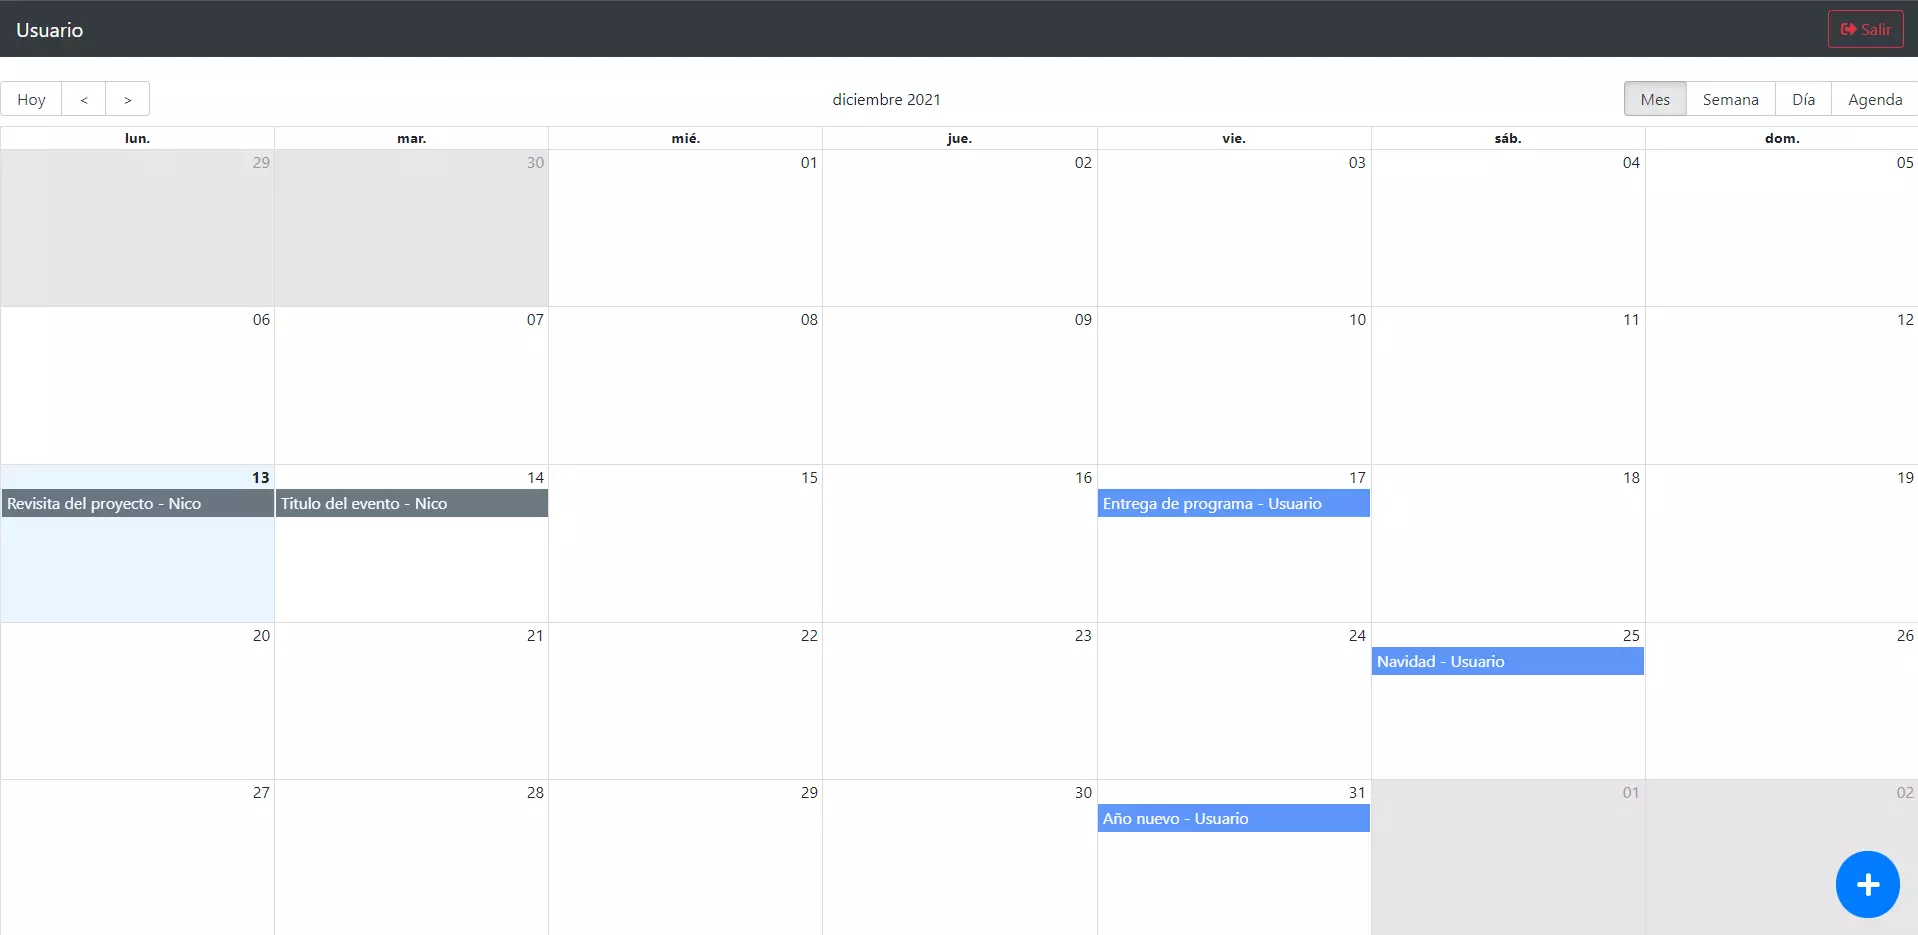 Usuario
Salir
Hoy < >
diciembre 2021
Mes Semana Día Agenda
lun. mar. mié. jue. vie. sáb. dom.
29 30 01 02 03 04 05
06 07 08 09 10 11 12
13 14 15 16 17 18 19
Revisita del proyecto - Nico
Titulo del evento - Nico
Entrega de programa - Usuario
20 21 22 23 24 25 26
Navidad - Usuario
27 28 29 30 31 01 02
Año nuevo - Usuario